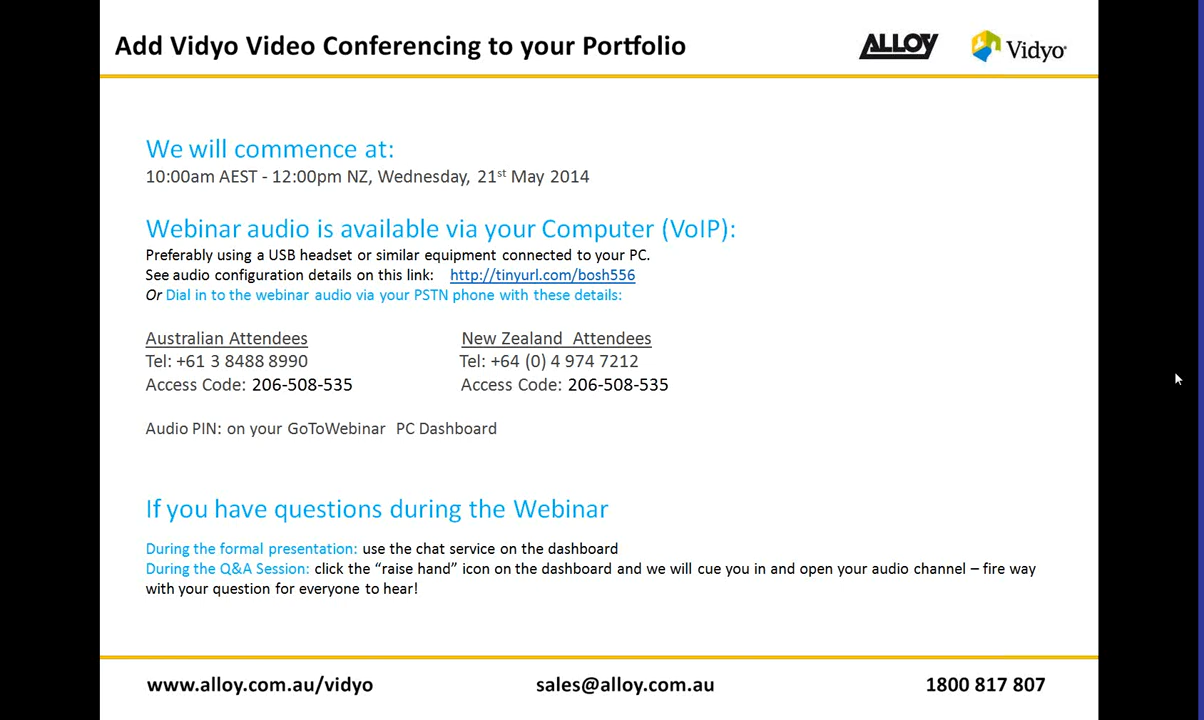 Add Vidyo Video Conferencing to your Portfolio
ALLOY
Vidyo
We will commence at:
10:00am AEST - 12:00pm NZ, Wednesday, 21st May 2014
Webinar audio is available via your Computer (VoIP):
Preferably using a USB headset or similar equipment connected to your PC.
See audio configuration details on this link: http://tinyurl.com/bosh556
Or Dial in to the webinar audio via your PSTN phone with these details:
Australian Attendees New Zealand Attendees
Tel: +61 3 8488 8990 Tel: +64 (0) 4 974 7212
Access Code: 206-508-535 Access Code: 206-508-535
Audio PIN: on your GoToWebinar PC Dashboard
If you have questions during the Webinar
During the formal presentation: use the chat service on the dashboard
During the Q&A Session: click the “raise hand” icon on the dashboard and we will cue you in and open your audio channel – fire way
with your question for everyone to hear!
www.alloy.com.au/vidyo sales@alloy.com.au 1800 817 807